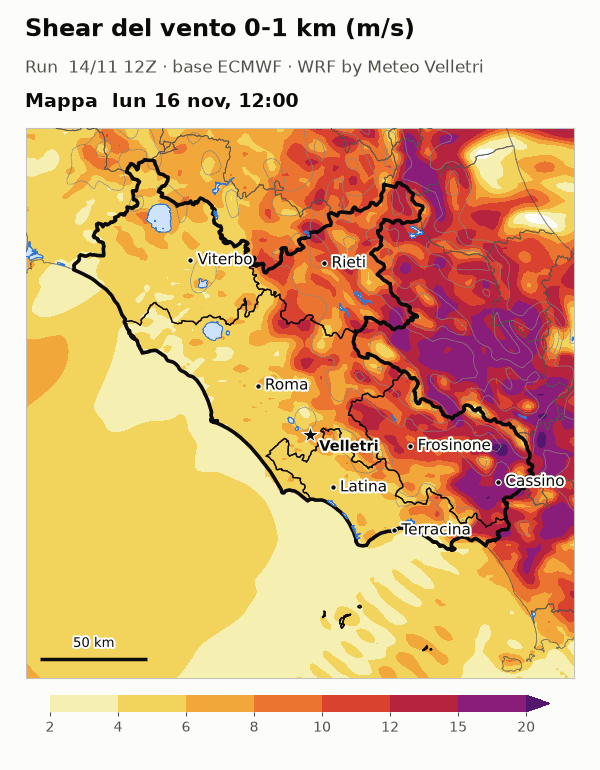 Shear del vento 0-1 km (m/s)
Run  14/11 12Z · base ECMWF · WRF by Meteo Velletri
Mappa  lun 16 nov, 12:00
Viterbo
Rieti
Roma
Velletri
Frosinone
Latina
Cassino
Terracina
50 km
2 4 6 8 10 12 15 20